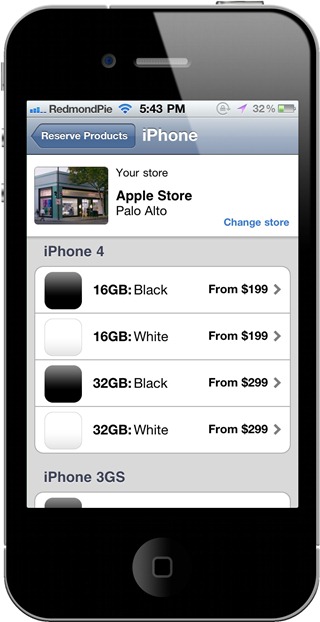 RedmondPie 5:43 PM 32%
Reserve Products iPhone
Your store
Apple Store
Palo Alto
Change store
iPhone 4
16GB: Black From $199
16GB: White From $199
32GB: Black From $299
32GB: White From $299
iPhone 3GS